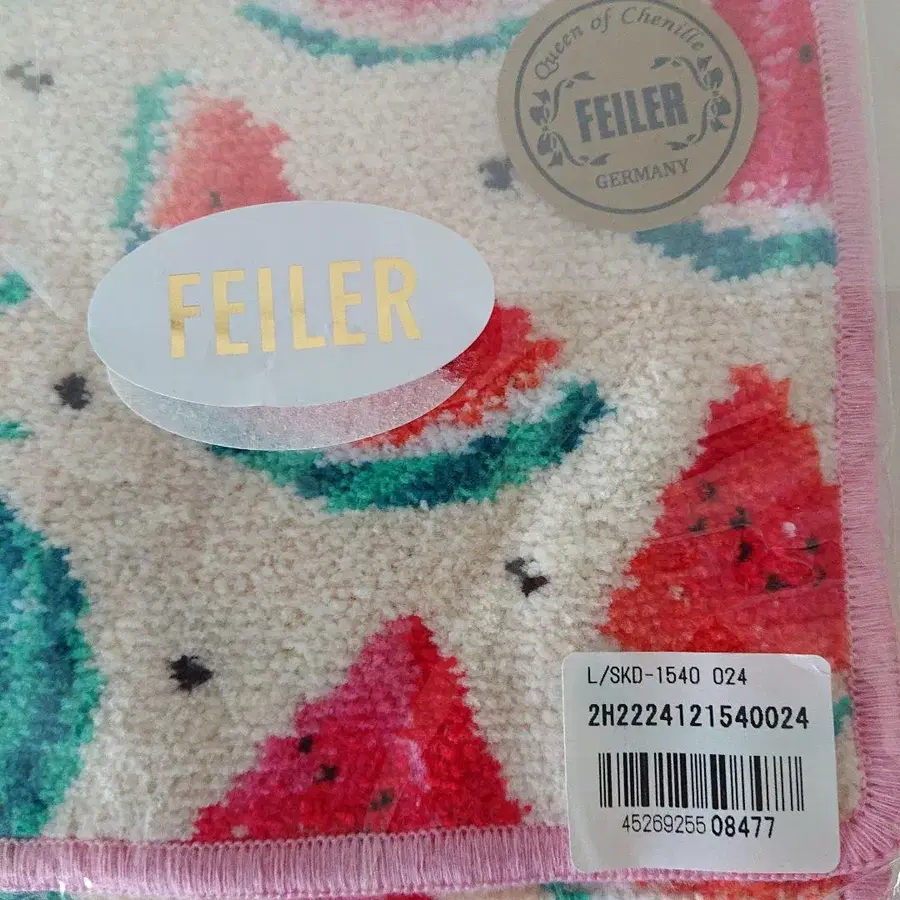 Queen of Chenille
FEILER
GERMANY
FEILER
L/SKD-1540 024
2H2224121540024
4526925508477